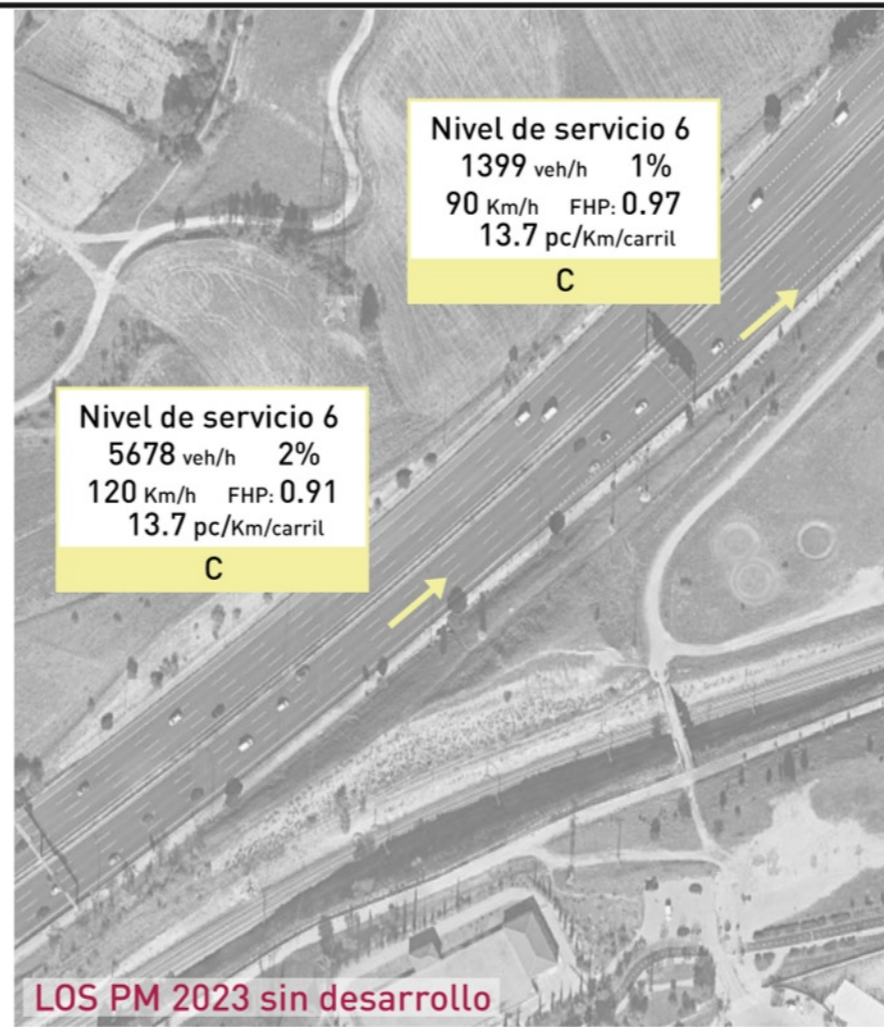 Nivel de servicio 6
1399 veh/h 1%
90 Km/h FHP: 0.97
13.7 pc/Km/carril
C
Nivel de servicio 6
5678 veh/h 2%
120 Km/h FHP: 0.91
13.7 pc/Km/carril
C
LOS PM 2023 sin desarrollo